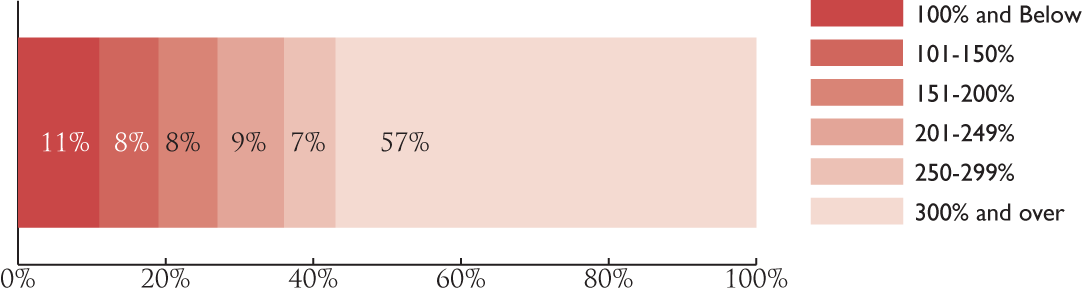 100% and Below
101-150%
151-200%
201-249%
250-299%
300% and over
11% 8% 8% 9% 7% 57%
0% 20% 40% 60% 80% 100%